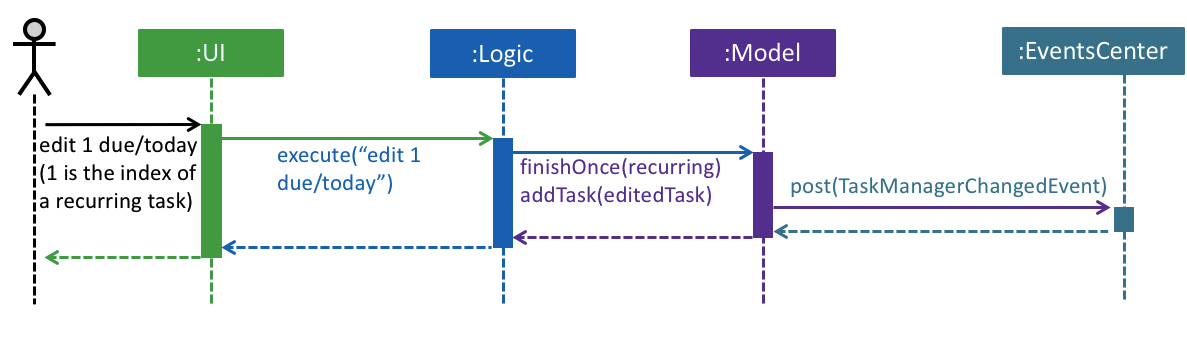 :UI
:Logic
:Model
:EventsCenter
edit 1 due/today
(1 is the index of
a recurring task)
execute(“edit 1
due/today”)
finishOnce(recurring)
addTask(editedTask)
post(TaskManagerChangedEvent)